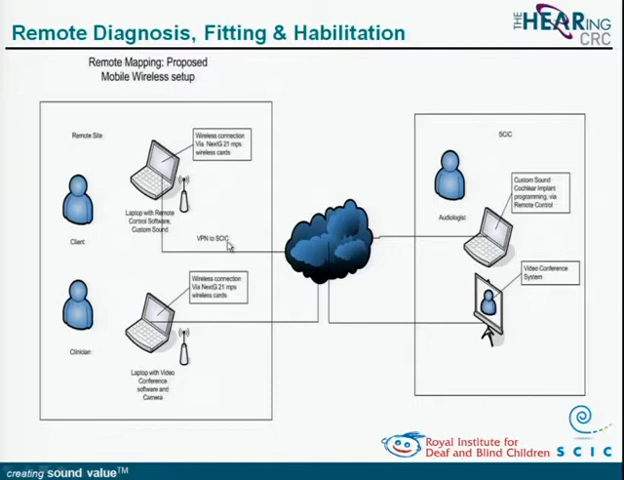 Remote Diagnosis, Fitting & Habilitation
THE HEARing
CRC
Remote Mapping: Proposed
Mobile Wireless setup
Remote Site
Wireless connection
Via NextG 21 mps
wireless cards
Client
Laptop with Remote
Control Software,
Custom Sound
VPN to SCIC
Wireless connection
Via NextG 21 mps
wireless cards
Clinician
Laptop with Video
Conference
software and
Camera
SCIC
Audiologist
Custom Sound
Cochlear Implant
programming, via
Remote Control
Video Conference
System
Royal Institute for
Deaf and Blind Children
SCIC
creating sound value™